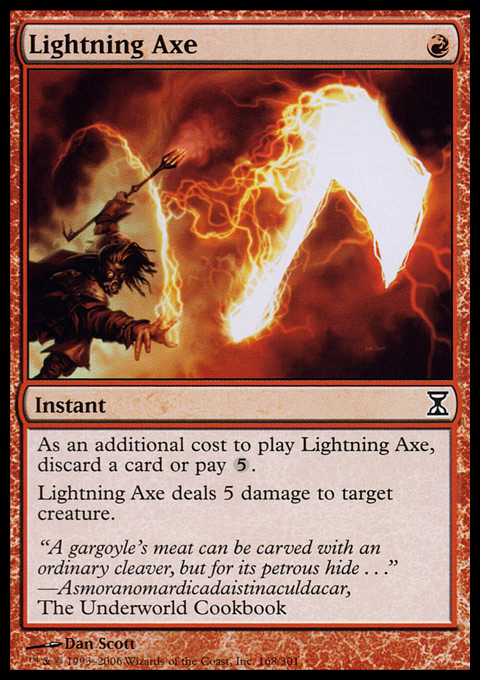 Lightning Axe
Instant
As an additional cost to play Lightning Axe,
discard a card or pay 5.
Lightning Axe deals 5 damage to target
creature.
“A gargoyle’s meat can be carved with an
ordinary cleaver, but for its petrous hide . . .”
—Asmoranomardicadaistinaculdacar,
The Underworld Cookbook
Dan Scott
™ & © 1993–2006 Wizards of the Coast, Inc. 168/301